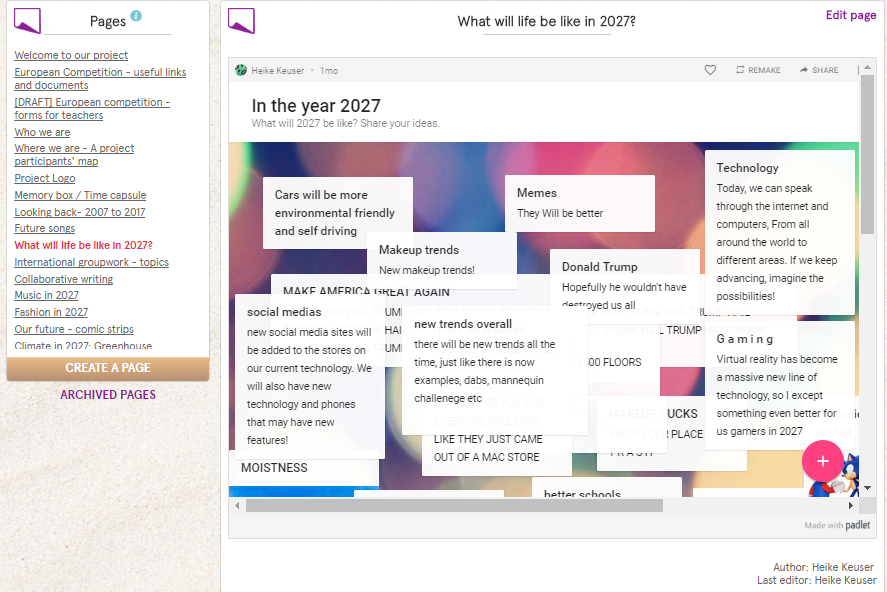 Pages
Welcome to our project
European Competition - useful links
and documents
[DRAFT] European competition -
forms for teachers
Who we are
Where we are - A project
participants' map
Project Logo
Memory box / Time capsule
Looking back- 2007 to 2017
Future songs
What will life be like in 2027?
International groupwork - topics
Collaborative writing
Music in 2027
Fashion in 2027
Our future - comic strips
Climate in 2027: Greenhouse
CREATE A PAGE
ARCHIVED PAGES
What will life be like in 2027?
Edit page
Heike Keuser • 1mo
REMAKE
SHARE
In the year 2027
What will 2027 be like? Share your ideas.
Cars will be more
environmental friendly
and self driving
Memes
They Will be better
Technology
Today, we can speak
through the internet and
computers, From all
around the world to
different areas. If we keep
advancing, imagine the
possibilities!
Makeup trends
New makeup trends!
Donald Trump
Hopefully he wouldn't have
destroyed us all
MAKE AMERICA GREAT AGAIN
HAIL TRUMP HAIL TRUMP
social medias
new social media sites will
be added to the stores on
our current technology. We
will also have new
technology and phones
that may have new
features!
new trends overall
there will be new trends all the
time, just like there is now
examples, dabs, mannequin
challenege etc
FLOORS
Gaming
Virtual reality has become
a massive new line of
technology, so I except
something even better for
us gamers in 2027
EVERYONE WILL LOOK
LIKE THEY JUST CAME
OUT OF A MAC STORE
MAKEUP
KNOW YOUR PLACE
MOISTNESS
better schools
+
Made with padlet
Author: Heike Keuser
Last editor: Heike Keuser